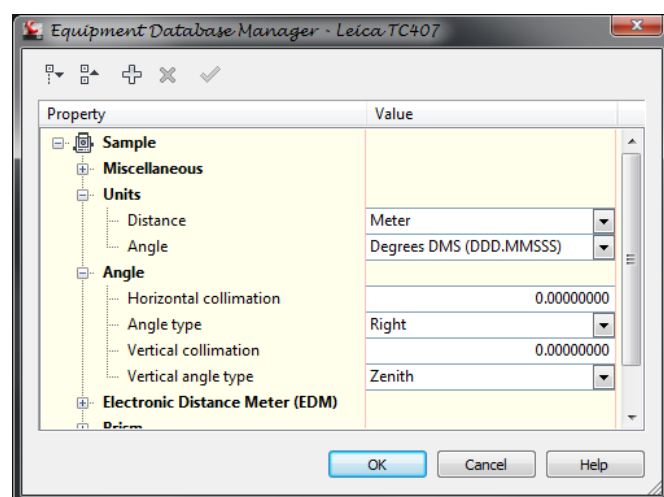 Equipment Database Manager - Leica TC407
Property Value
Sample
Miscellaneous
Units
Distance Meter
Angle Degrees DMS (DDD.MMSSS)
Angle
Horizontal collimation 0.00000000
Angle type Right
Vertical collimation 0.00000000
Vertical angle type Zenith
Electronic Distance Meter (EDM)
Prism
OK Cancel Help